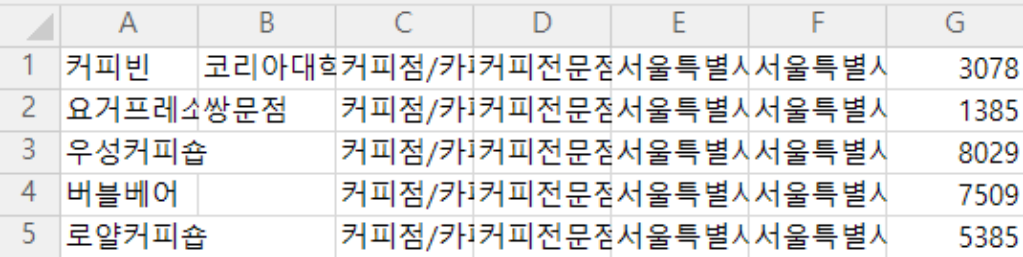 A B C D E F G
1 커피빈 코리아대학 커피점/카 커피전문점 서울특별시 서울특별시 3078
2 요거프레소 쌍문점 커피점/카 커피전문점 서울특별시 서울특별시 1385
3 우성커피숍 커피점/카 커피전문점 서울특별시 서울특별시 8029
4 버블베어 커피점/카 커피전문점 서울특별시 서울특별시 7509
5 로얄커피숍 커피점/카 커피전문점 서울특별시 서울특별시 5385